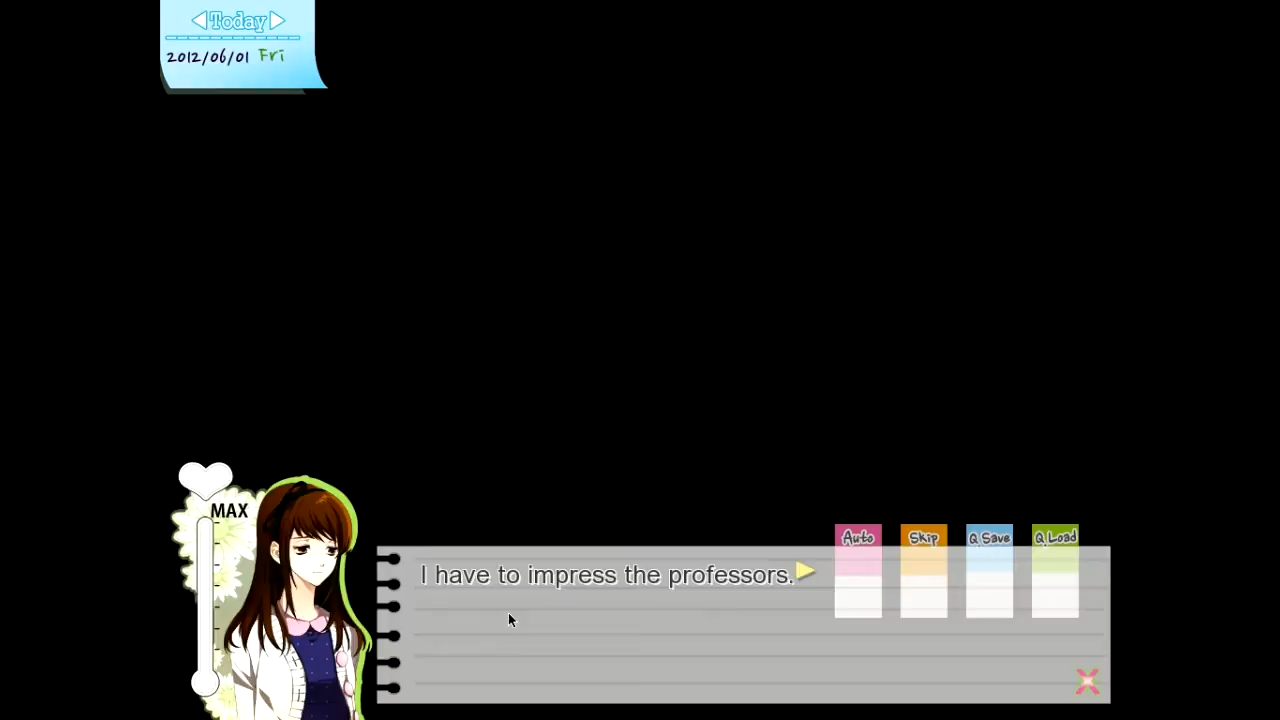 Today
2012/06/01 Fri
MAX
Auto Skip Q.Save Q.Load
I have to impress the professors.